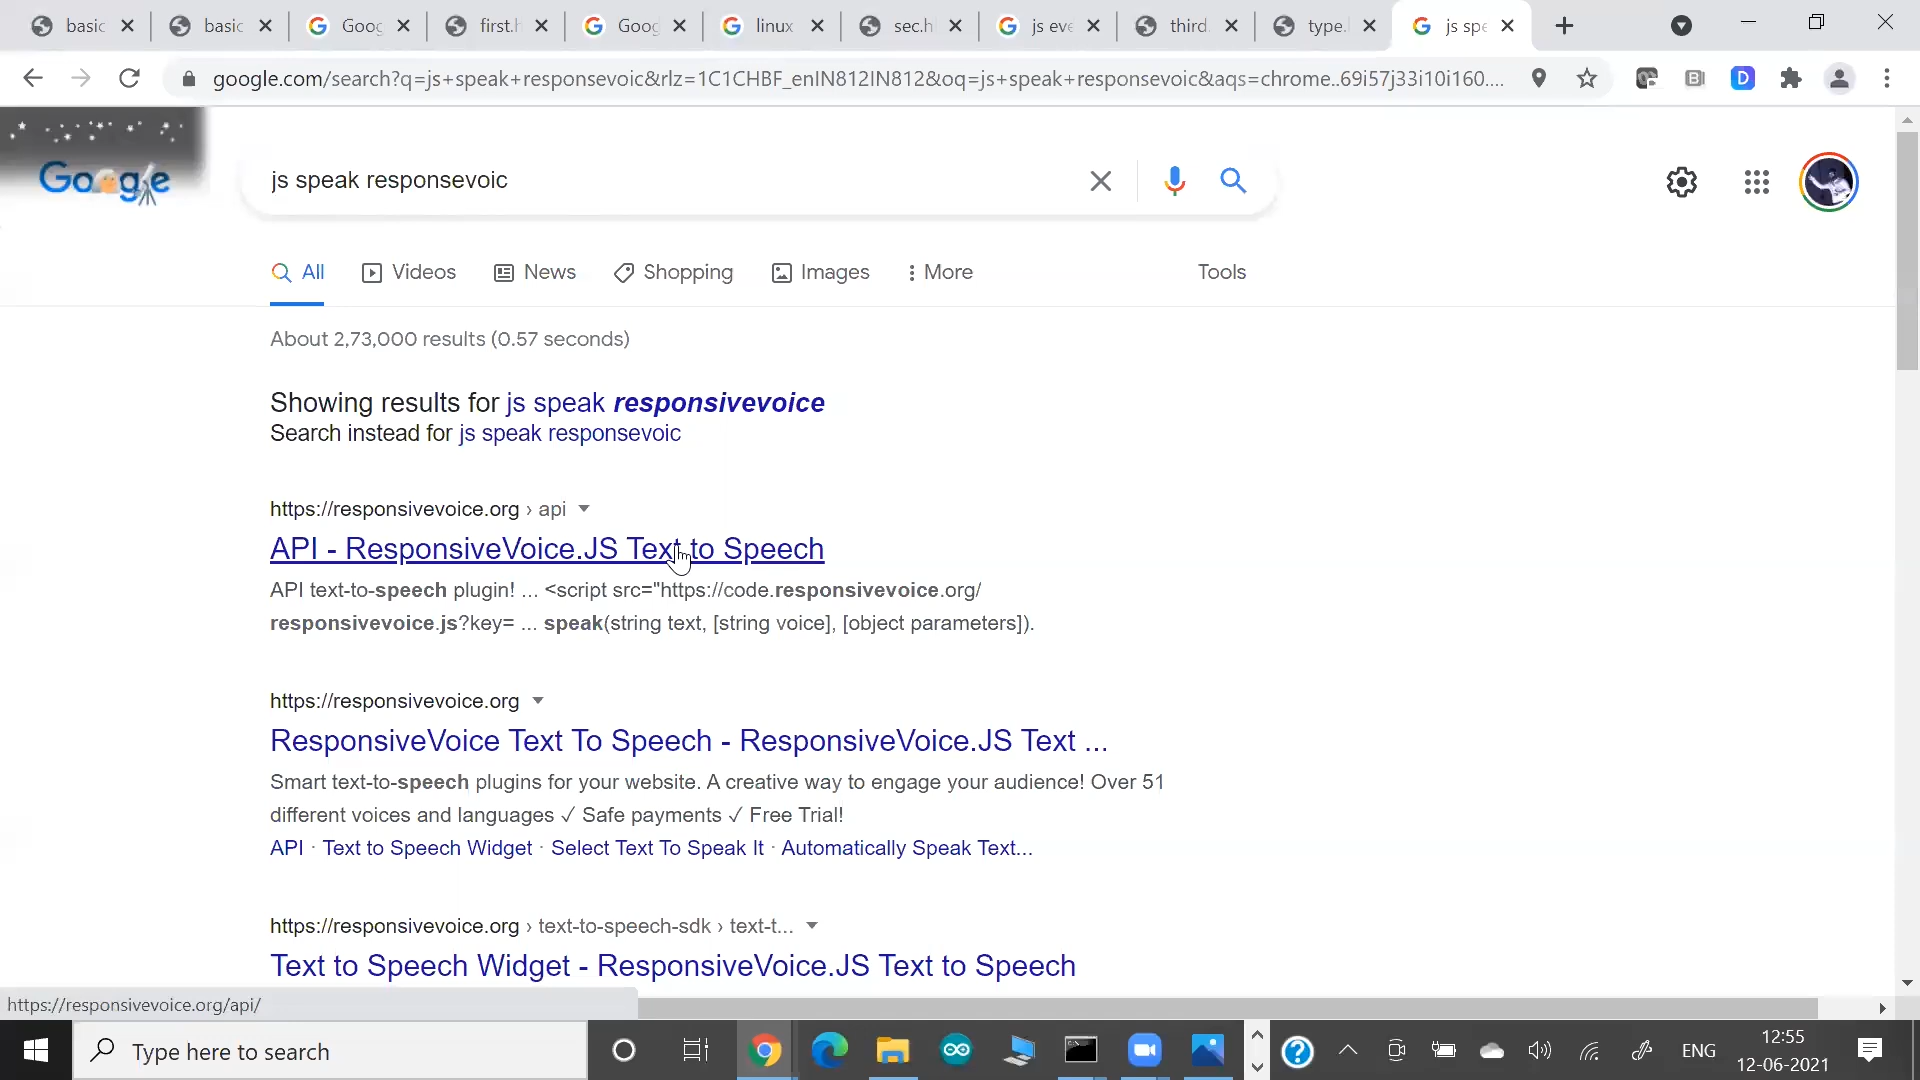 basic
basic
Goog
first.h
Goog
linux
sec.h
js eve
third.
type.
js spe
google.com/search?q=js+speak+responsevoic&rlz=1C1CHBF_enIN812IN812&oq=js+speak+responsevoic&aqs=chrome..69i57j33i10i160....
Google
js speak responsevoic
All
Videos
News
Shopping
Images
More
Tools
About 2,73,000 results (0.57 seconds)
Showing results for js speak responsivevoice
Search instead for js speak responsevoic
https://responsivevoice.org › api
API - ResponsiveVoice.JS Text to Speech
API text-to-speech plugin! ... <script src="https://code.responsivevoice.org/
responsivevoice.js?key= ... speak(string text, [string voice], [object parameters]).
https://responsivevoice.org
ResponsiveVoice Text To Speech - ResponsiveVoice.JS Text ...
Smart text-to-speech plugins for your website. A creative way to engage your audience! Over 51
different voices and languages ✓ Safe payments ✓ Free Trial!
API · Text to Speech Widget · Select Text To Speak It · Automatically Speak Text...
https://responsivevoice.org › text-to-speech-sdk › text-t...
Text to Speech Widget - ResponsiveVoice.JS Text to Speech
https://responsivevoice.org/api/
Type here to search
ENG
12:55
12-06-2021